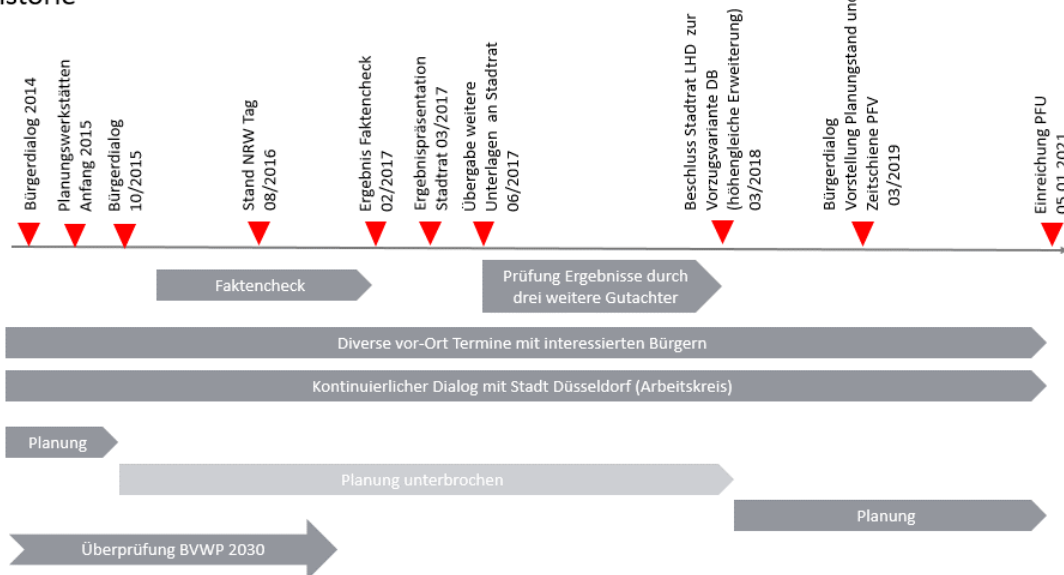 Bürgerdialog 2014
Planungswerkstätten
Anfang 2015
Bürgerdialog
10/2015
Stand NRW Tag
08/2016
Ergebnis Faktencheck
02/2017
Ergebnispräsentation
Stadtrat 03/2017
Übergabe weitere
Unterlagen an Stadtrat
06/2017
Beschluss Stadtrat LHD zur
Vorzugsvariante DB
(höhengleiche Erweiterung)
03/2018
Bürgerdialog
Vorstellung Planungstand und
Zeitschiene PFV
03/2019
Einreichung PFU
05.01.2021
Faktencheck
Prüfung Ergebnisse durch
drei weitere Gutachter
Diverse vor-Ort Termine mit interessierten Bürgern
Kontinuierlicher Dialog mit Stadt Düsseldorf (Arbeitskreis)
Planung
Planung unterbrochen
Planung
Überprüfung BVWP 2030